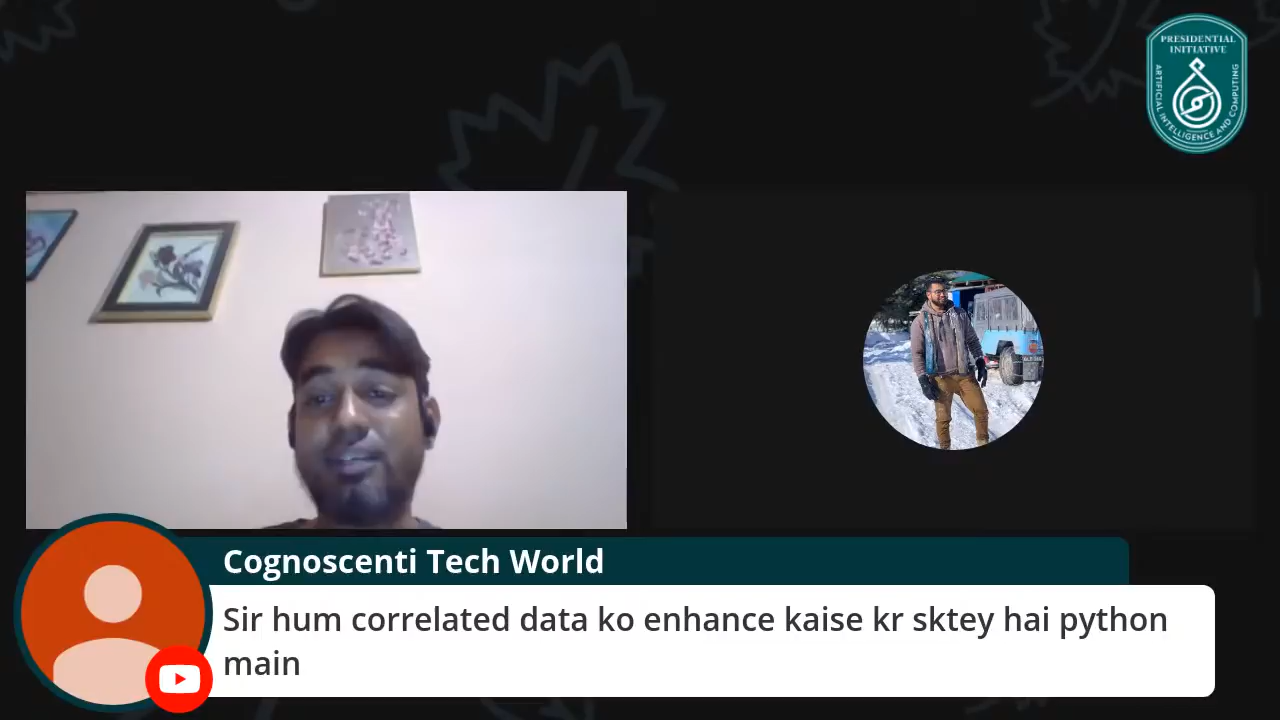 PRESIDENTIAL
INITIATIVE
ARTIFICIAL INTELLIGENCE AND COMPUTING
Cognoscenti Tech World
Sir hum correlated data ko enhance kaise kr sktey hai python
main